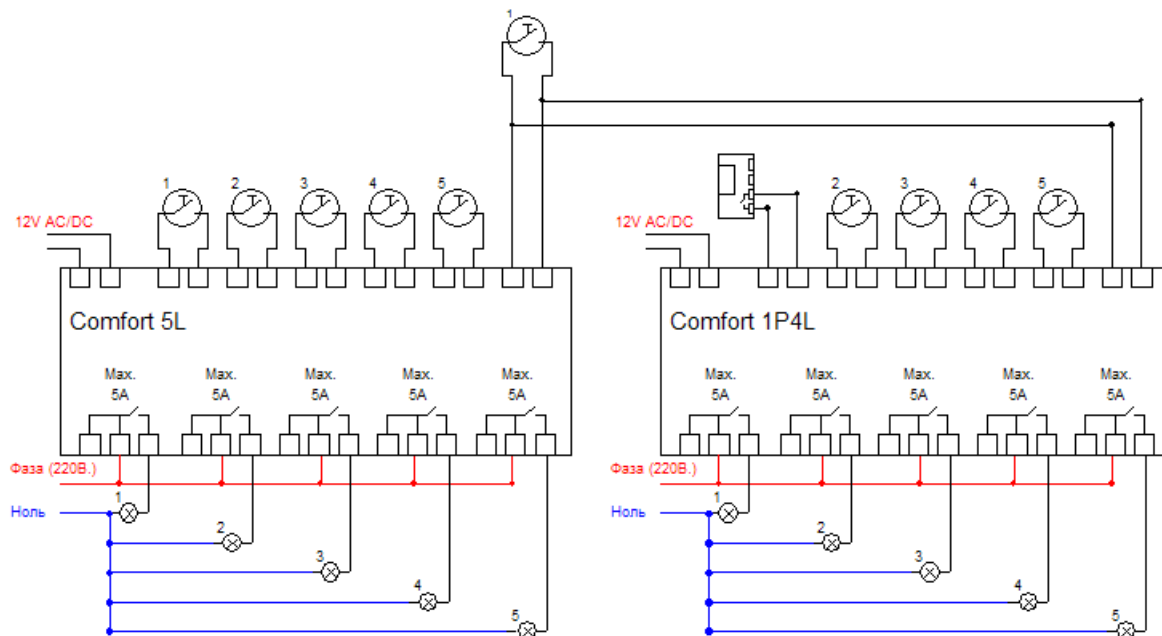 1
1 2 3 4 5
2 3 4 5
12V AC/DC
12V AC/DC
Comfort 5L
Comfort 1P4L
Max. Max. Max. Max. Max.
5A 5A 5A 5A 5A
Max. Max. Max. Max. Max.
5A 5A 5A 5A 5A
Фаза (220В.)
Фаза (220В.)
1
1
Ноль
Ноль
2
2
3
3
4
4
5
5